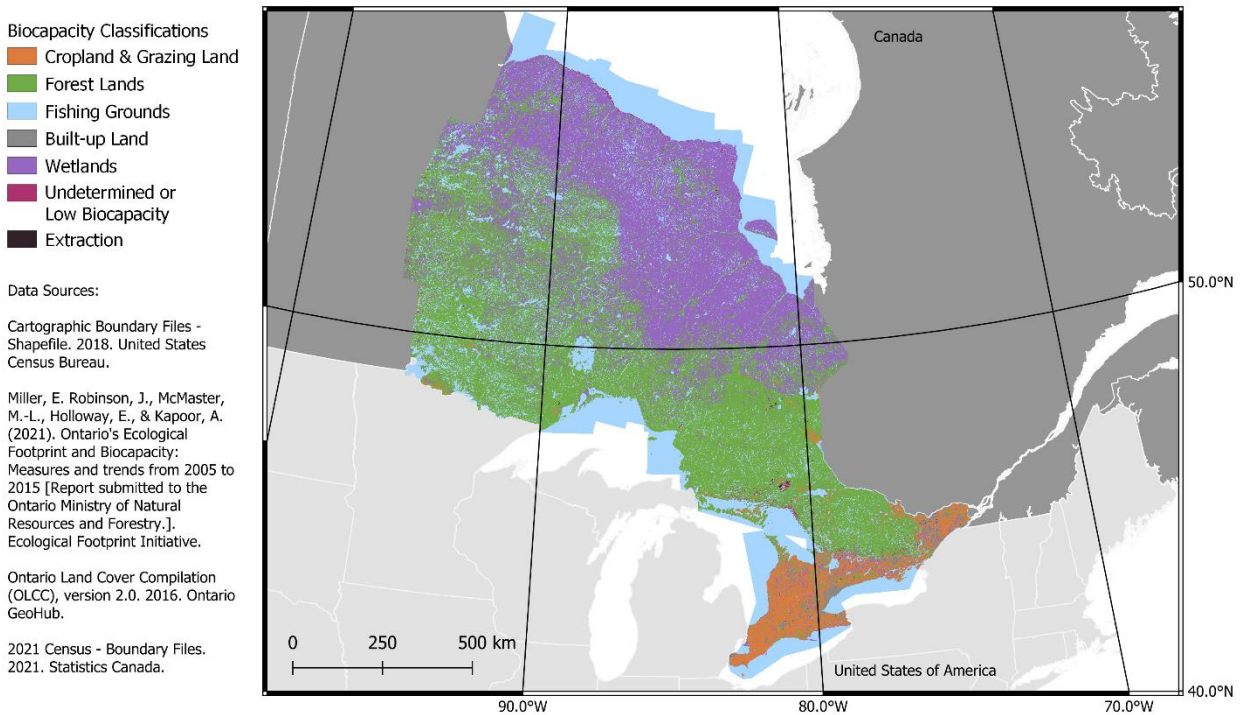 Biocapacity Classifications
Cropland & Grazing Land
Forest Lands
Fishing Grounds
Built-up Land
Wetlands
Undetermined or
Low Biocapacity
Extraction
Data Sources:
Cartographic Boundary Files -
Shapefile. 2018. United States
Census Bureau.
Miller, E. Robinson, J., McMaster,
M.-L., Holloway, E., & Kapoor, A.
(2021). Ontario's Ecological
Footprint and Biocapacity:
Measures and trends from 2005 to
2015 [Report submitted to the
Ontario Ministry of Natural
Resources and Forestry.].
Ecological Footprint Initiative.
Ontario Land Cover Compilation
(OLCC), version 2.0. 2016. Ontario
GeoHub.
2021 Census - Boundary Files.
2021. Statistics Canada.
Canada
50.0°N
0 250 500 km
United States of America
40.0°N
90.0°W 80.0°W 70.0°W